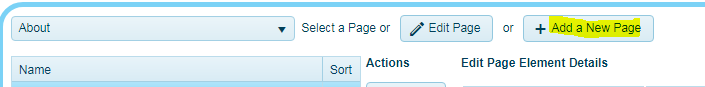 About Select a Page or Edit Page or + Add a New Page
Name Sort Actions Edit Page Element Details